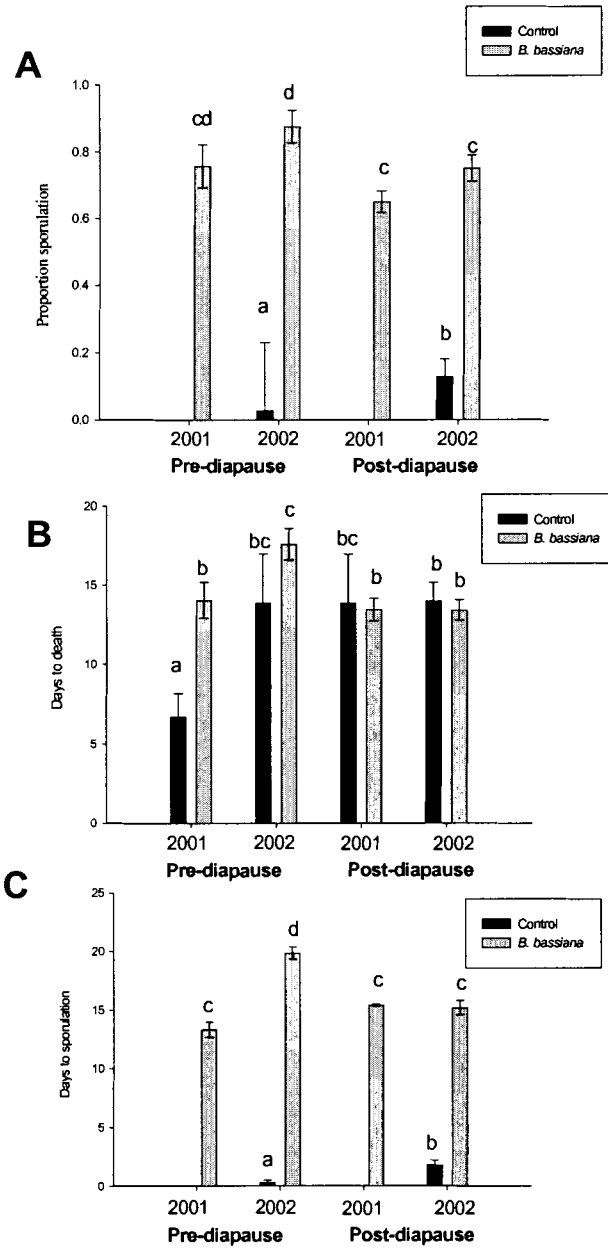 Control
B. bassiana
A
1.0
0.8
0.6
0.4
0.2
0.0
Proportion sporulation
cd
d
a
c
b
c
2001
2002
2001
2002
Pre-diapause
Post-diapause
Control
B. bassiana
B
20
15
10
5
0
Days to death
a
b
bc
c
bc
b
b
b
2001
2002
2001
2002
Pre-diapause
Post-diapause
Control
B. bassiana
C
25
20
15
10
5
0
Days to sporulation
c
a
d
c
b
c
2001
2002
2001
2002
Pre-diapause
Post-diapause